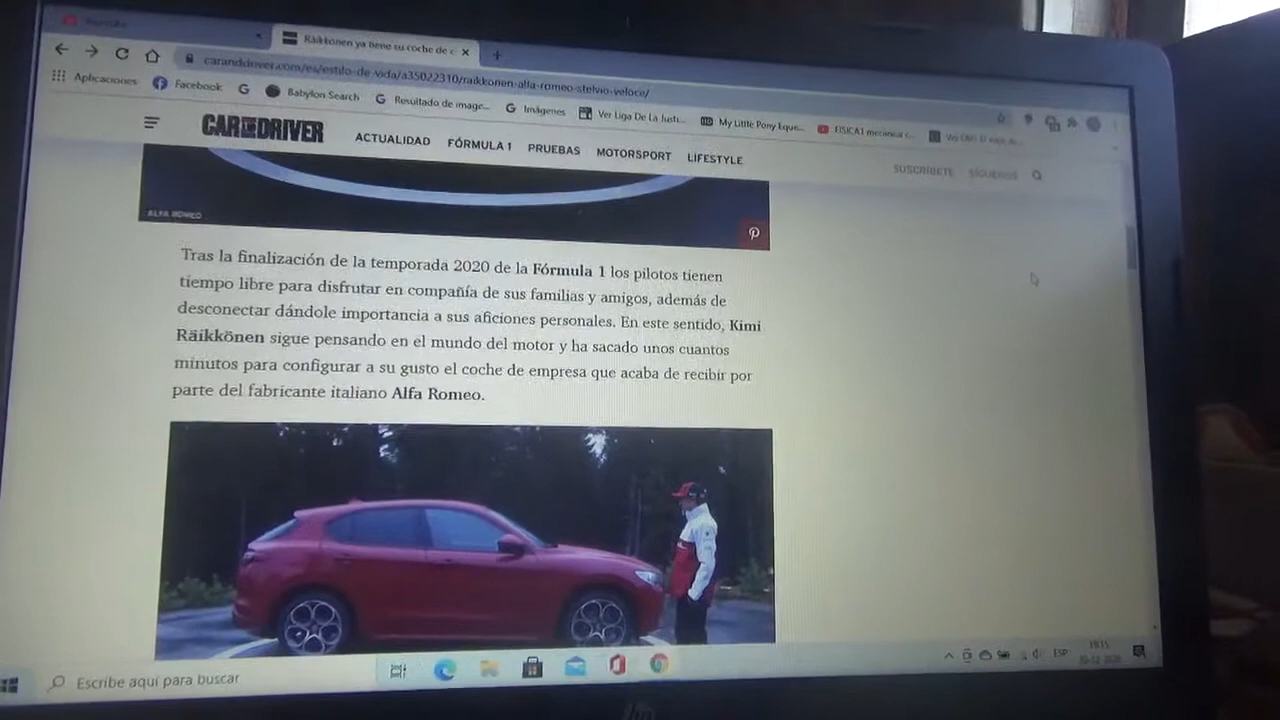 YouTube
Räikkönen ya tiene su coche de c
caranddriver.com/es/estilo-de-vida/a35022310/raikkonen-alfa-romeo-stelvio-veloce/
Aplicaciones
Facebook
Babylon Search
Resultado de image...
Imágenes
Ver Liga De La Justi...
My Little Pony Eque...
FISICA1 mecanica c...
CAR AND DRIVER
ACTUALIDAD
FÓRMULA 1
PRUEBAS
MOTORSPORT
LIFESTYLE
SUSCRÍBETE
SÍGUENOS
ALFA ROMEO
Tras la finalización de la temporada 2020 de la Fórmula 1 los pilotos tienen
tiempo libre para disfrutar en compañía de sus familias y amigos, además de
desconectar dándole importancia a sus aficiones personales. En este sentido, Kimi
Räikkönen sigue pensando en el mundo del motor y ha sacado unos cuantos
minutos para configurar a su gusto el coche de empresa que acaba de recibir por
parte del fabricante italiano Alfa Romeo.
Escribe aquí para buscar
ESP
19:15
hp